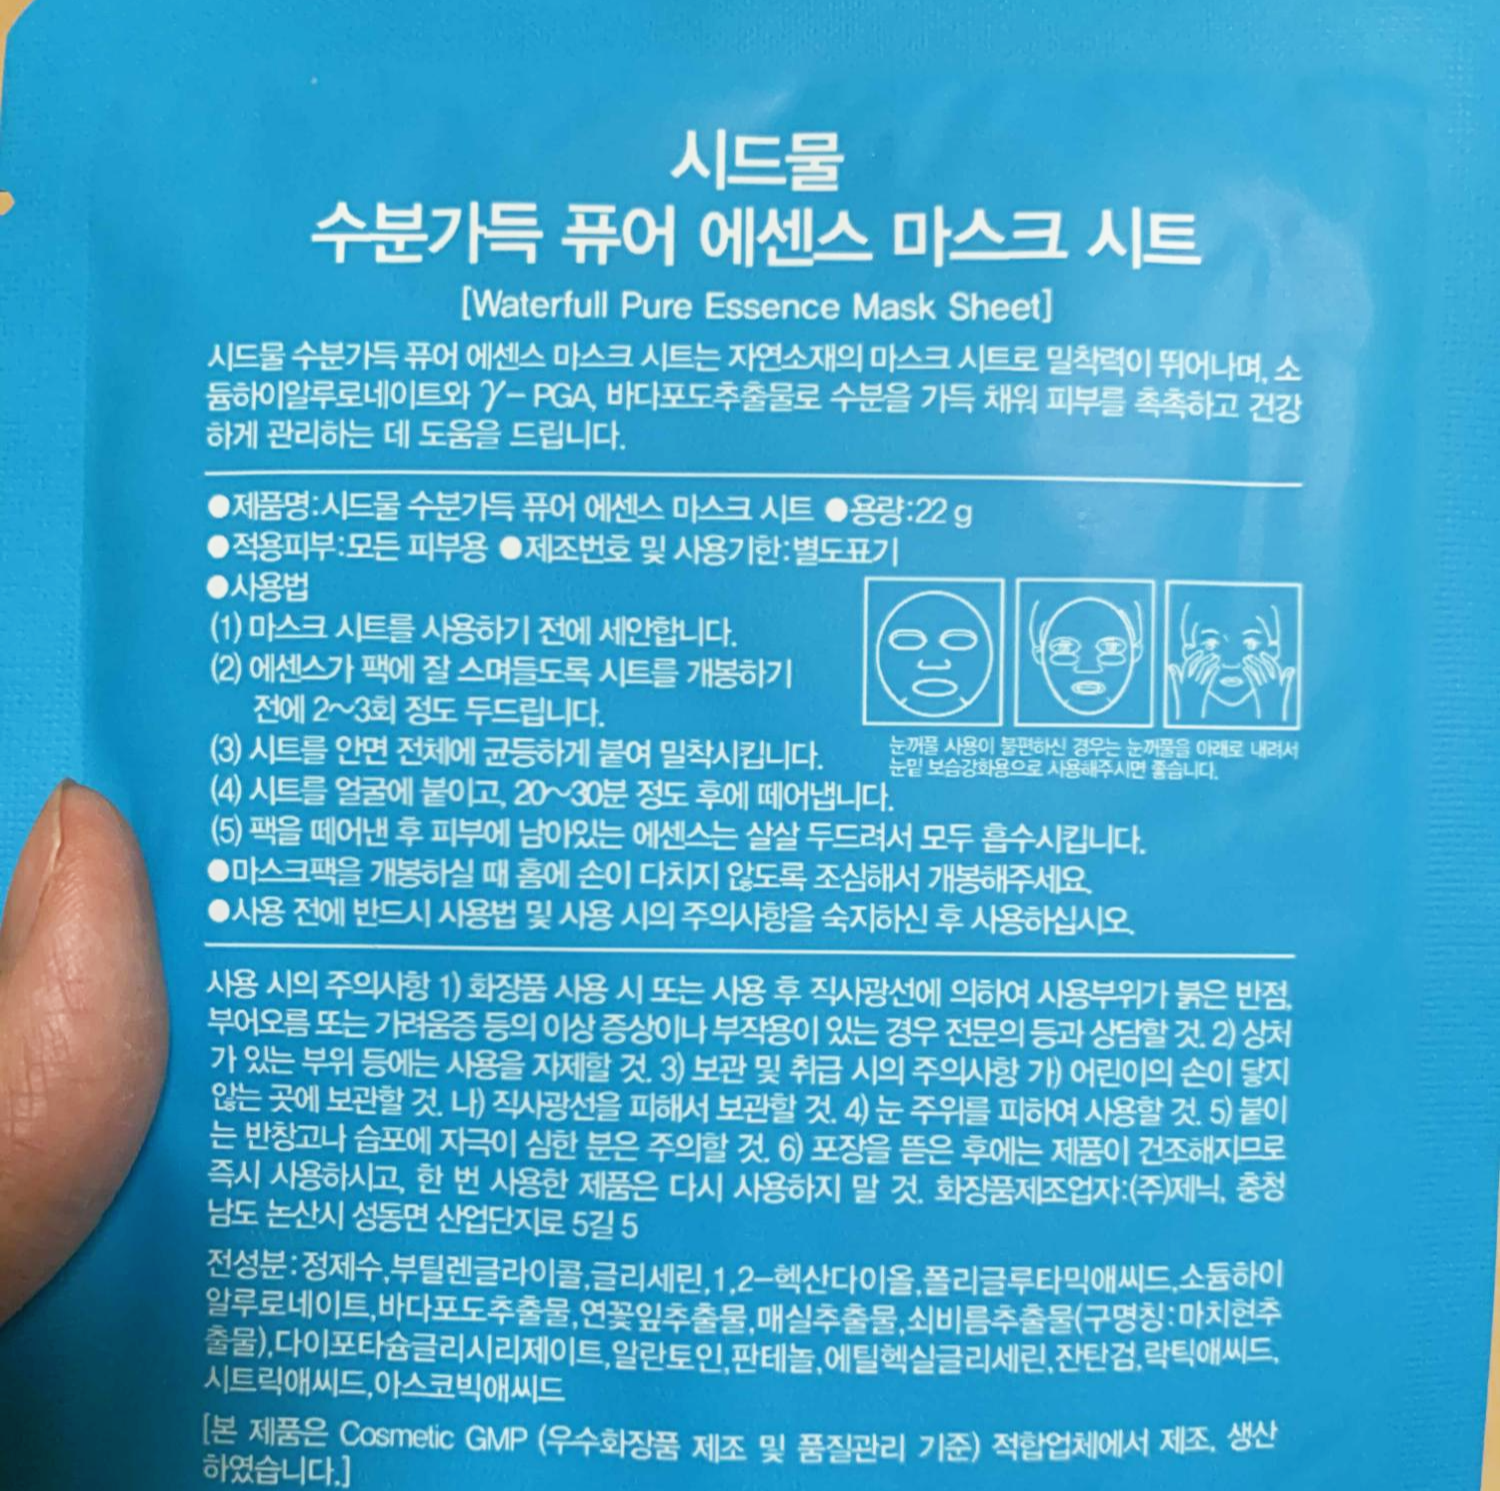 시드물
수분가득 퓨어 에센스 마스크 시트
[Waterfull Pure Essence Mask Sheet]
시드물 수분가득 퓨어 에센스 마스크 시트는 자연소재의 마스크 시트로 밀착력이 뛰어나며, 소
듐하이알루로네이트와 γ- PGA, 바다포도추출물로 수분을 가득 채워 피부를 촉촉하고 건강
하게 관리하는 데 도움을 드립니다.
●제품명:시드물 수분가득 퓨어 에센스 마스크 시트 ●용량:22 g
●적용피부:모든 피부용 ●제조번호 및 사용기한:별도표기
●사용법
(1) 마스크 시트를 사용하기 전에 세안합니다.
(2) 에센스가 팩에 잘 스며들도록 시트를 개봉하기
전에 2~3회 정도 두드립니다.
(3) 시트를 안면 전체에 균등하게 붙여 밀착시킵니다.
(4) 시트를 얼굴에 붙이고, 20~30분 정도 후에 떼어냅니다.
(5) 팩을 떼어낸 후 피부에 남아있는 에센스는 살살 두드려서 모두 흡수시킵니다.
눈꺼풀 사용이 불편하신 경우는 눈꺼풀을 아래로 내려서
눈밑 보습강화용으로 사용해주시면 좋습니다.
●마스크팩을 개봉하실 때 홈에 손이 다치지 않도록 조심해서 개봉해주세요.
●사용 전에 반드시 사용법 및 사용 시의 주의사항을 숙지하신 후 사용하십시오.
사용 시의 주의사항 1) 화장품 사용 시 또는 사용 후 직사광선에 의하여 사용부위가 붉은 반점,
부어오름 또는 가려움증 등의 이상 증상이나 부작용이 있는 경우 전문의 등과 상담할 것. 2) 상처
가 있는 부위 등에는 사용을 자제할 것. 3) 보관 및 취급 시의 주의사항 가) 어린이의 손이 닿지
않는 곳에 보관할 것. 나) 직사광선을 피해서 보관할 것. 4) 눈 주위를 피하여 사용할 것. 5) 붙이
는 반창고나 습포에 자극이 심한 분은 주의할 것. 6) 포장을 뜯은 후에는 제품이 건조해지므로
즉시 사용하시고, 한 번 사용한 제품은 다시 사용하지 말 것. 화장품제조업자:(주)제닉, 충청
남도 논산시 성동면 산업단지로 5길 5
전성분:정제수,부틸렌글라이콜,글리세린,1,2-헥산다이올,폴리글루타믹애씨드,소듐하이
알루로네이트,바다포도추출물,연꽃잎추출물,매실추출물,쇠비름추출물(구명칭:마치현추
출물),다이포타슘글리시리제이트,알란토인,판테놀,에틸헥실글리세린,잔탄검,락틱애씨드,
시트릭애씨드,아스코빅애씨드
[본 제품은 Cosmetic GMP (우수화장품 제조 및 품질관리 기준) 적합업체에서 제조, 생산
하였습니다.]